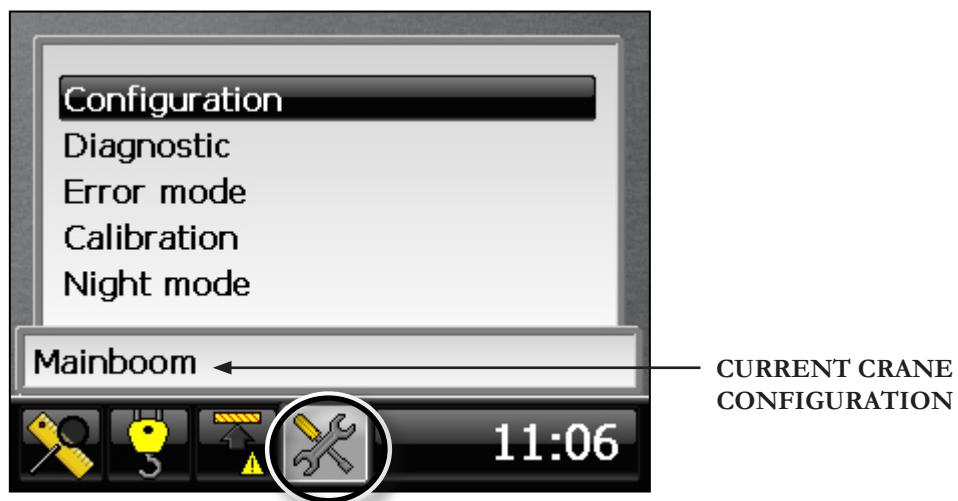 Configuration
Diagnostic
Error mode
Calibration
Night mode
Mainboom
CURRENT CRANE
CONFIGURATION
11:06